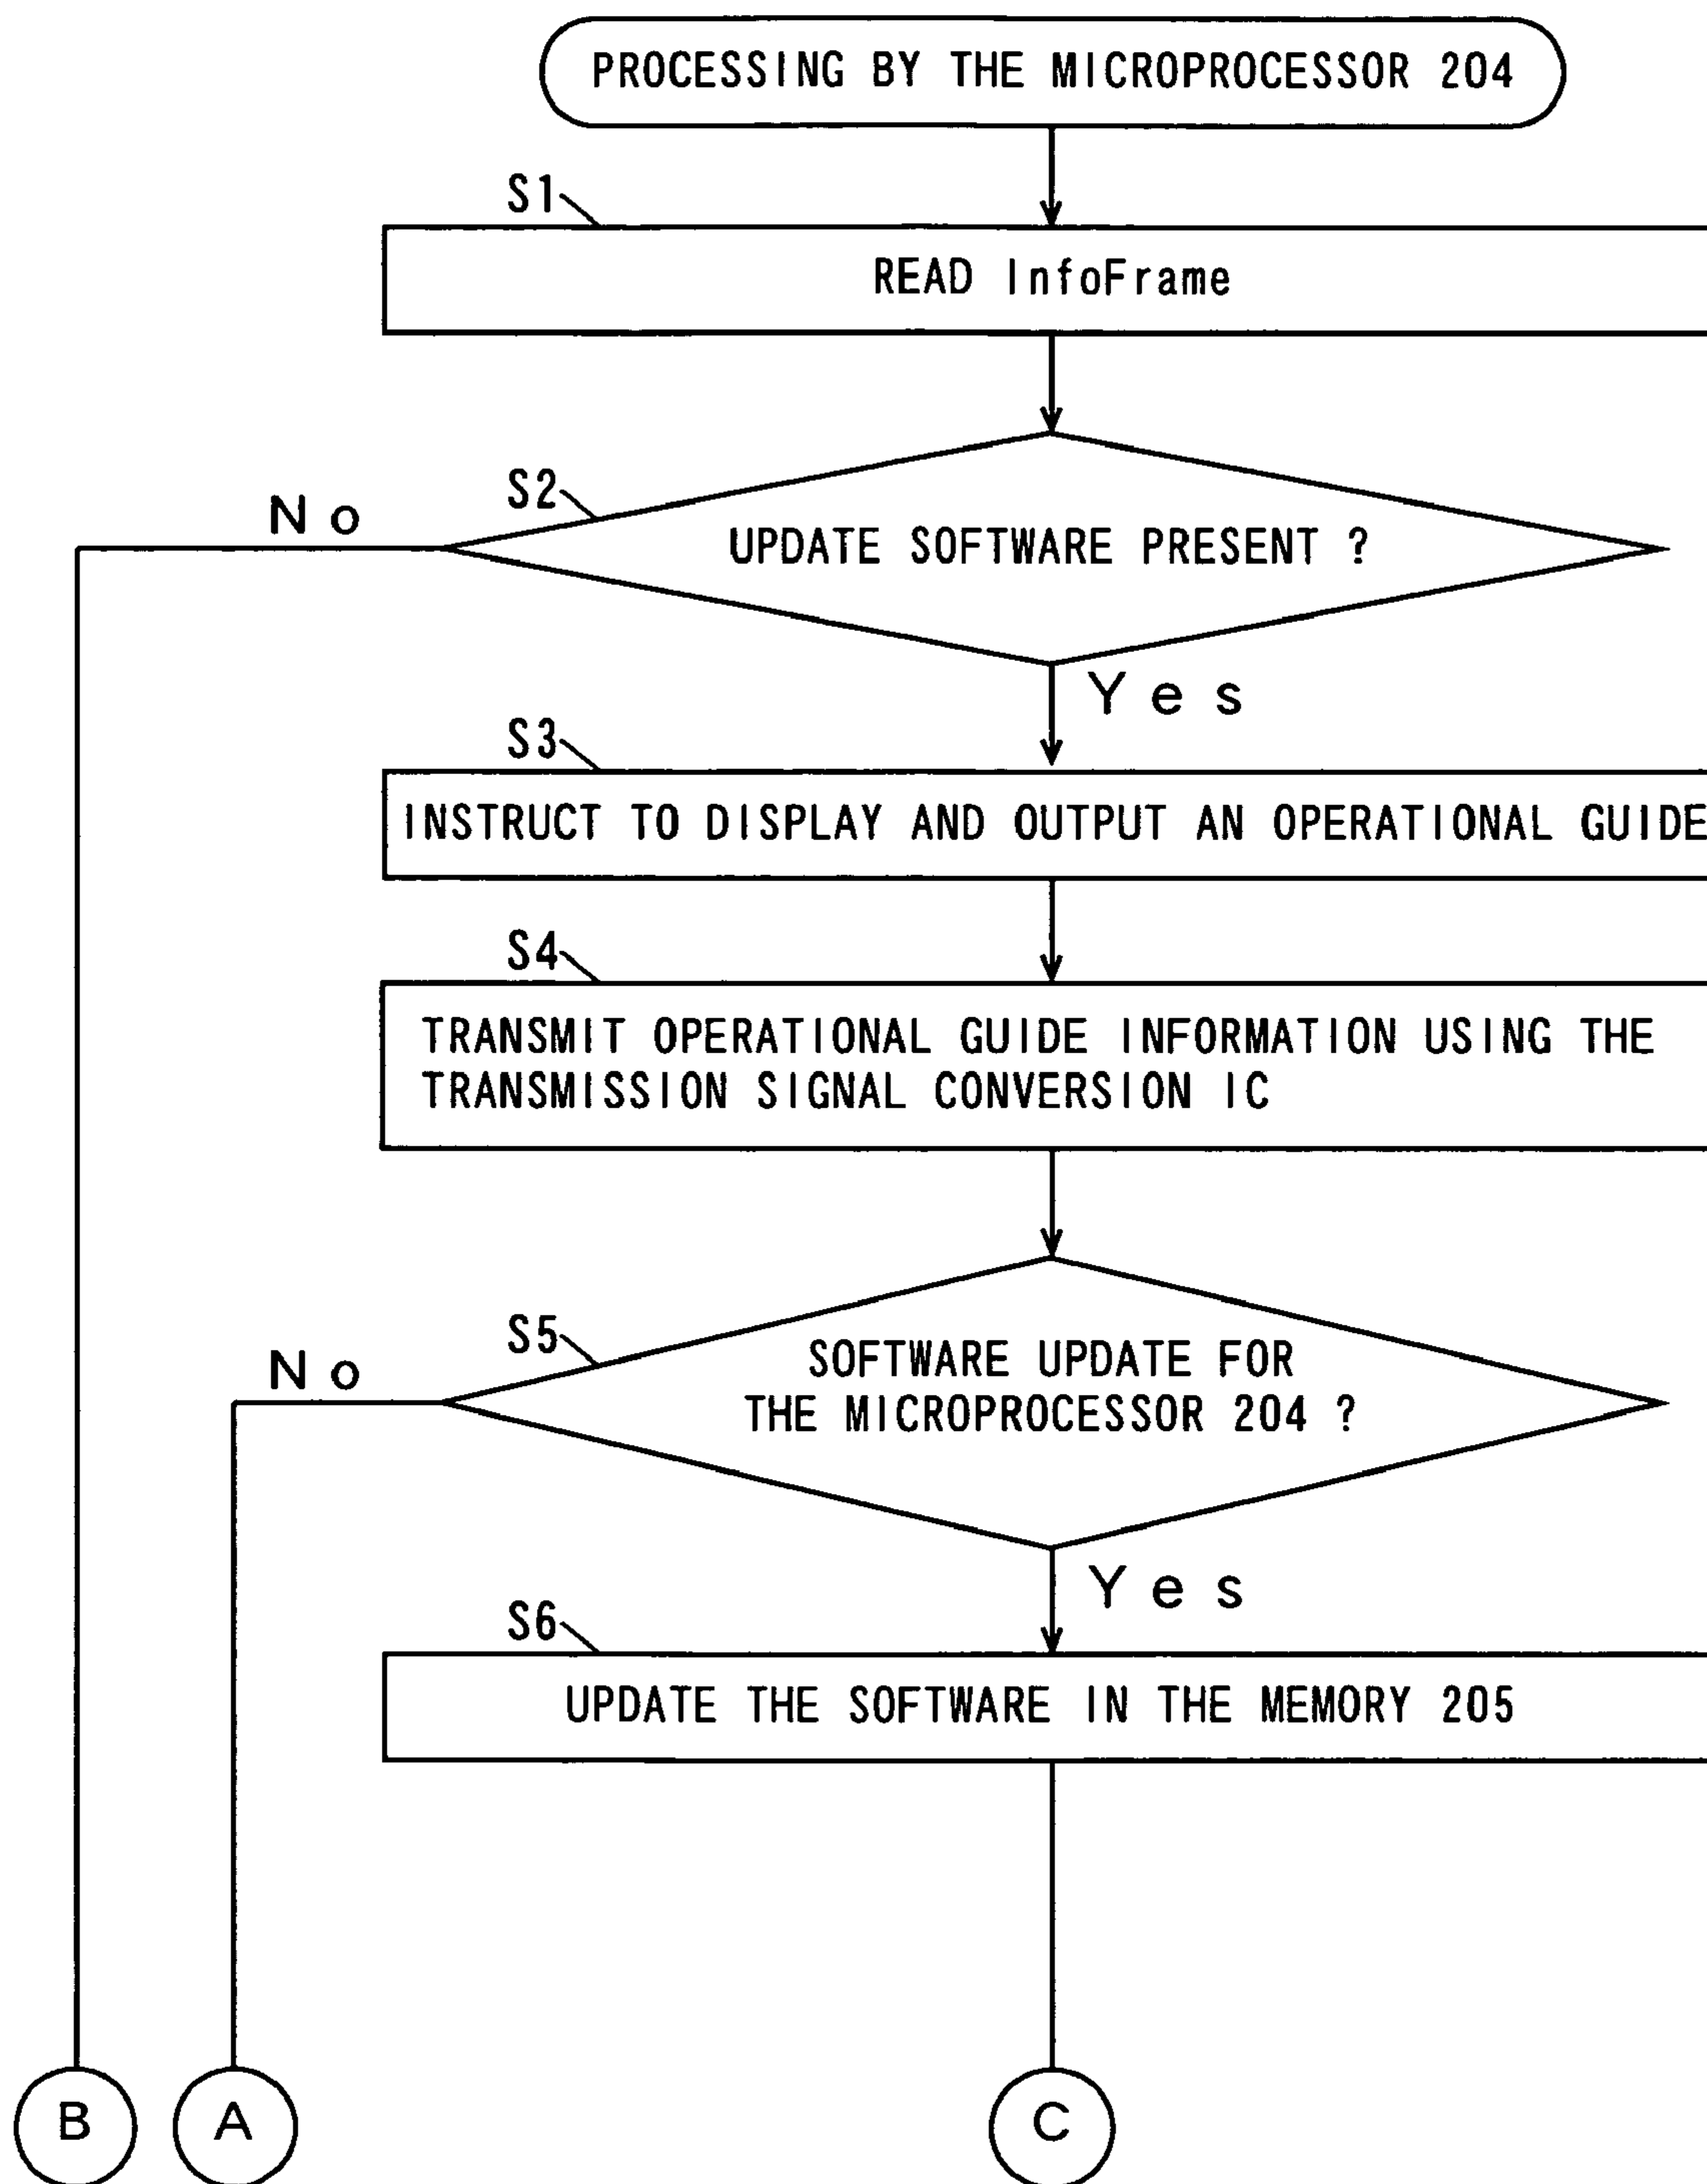 PROCESSING BY THE MICROPROCESSOR 204
S1
READ InfoFrame
S2
No
UPDATE SOFTWARE PRESENT ?
Yes
S3
INSTRUCT TO DISPLAY AND OUTPUT AN OPERATIONAL GUIDE
S4
TRANSMIT OPERATIONAL GUIDE INFORMATION USING THE
TRANSMISSION SIGNAL CONVERSION IC
S5
No
SOFTWARE UPDATE FOR
THE MICROPROCESSOR 204 ?
Yes
S6
UPDATE THE SOFTWARE IN THE MEMORY 205
B
A
C